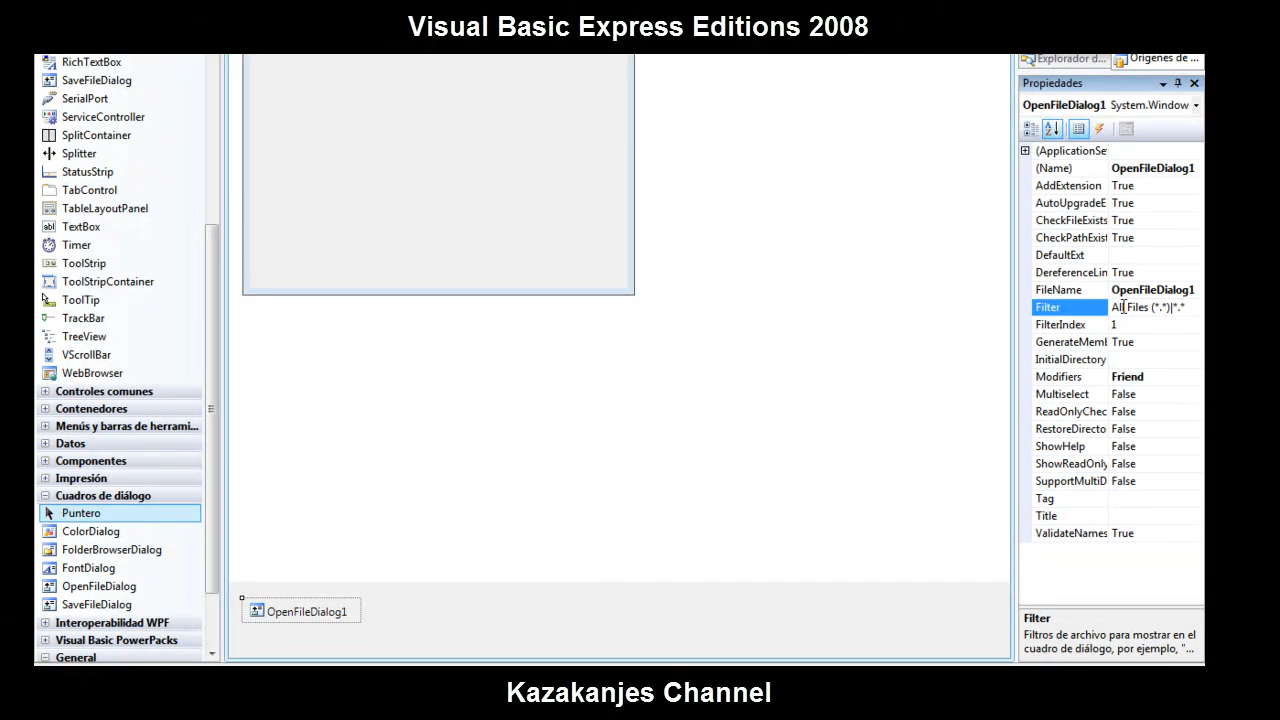 Visual Basic Express Editions 2008
RichTextBox
SaveFileDialog
SerialPort
ServiceController
SplitContainer
Splitter
StatusStrip
TabControl
TableLayoutPanel
TextBox
Timer
ToolStrip
ToolStripContainer
ToolTip
TrackBar
TreeView
VScrollBar
WebBrowser
Controles comunes
Contenedores
Menús y barras de herrami...
Datos
Componentes
Impresión
Cuadros de diálogo
Puntero
ColorDialog
FolderBrowserDialog
FontDialog
OpenFileDialog
SaveFileDialog
Interoperabilidad WPF
Visual Basic PowerPacks
General
OpenFileDialog1
Explorador d... Orígenes de ...
Propiedades
OpenFileDialog1 System.Window
(ApplicationSe
(Name) OpenFileDialog1
AddExtension True
AutoUpgradeE True
CheckFileExists True
CheckPathExist True
DefaultExt
DereferenceLin True
FileName OpenFileDialog1
Filter All Files (*.*)|*.*
FilterIndex 1
GenerateMemb True
InitialDirectory
Modifiers Friend
Multiselect False
ReadOnlyChec False
RestoreDirecto False
ShowHelp False
ShowReadOnly False
SupportMultiD False
Tag
Title
ValidateNames True
Filter
Filtros de archivo para mostrar en el
cuadro de diálogo, por ejemplo, "...
Kazakanjes Channel